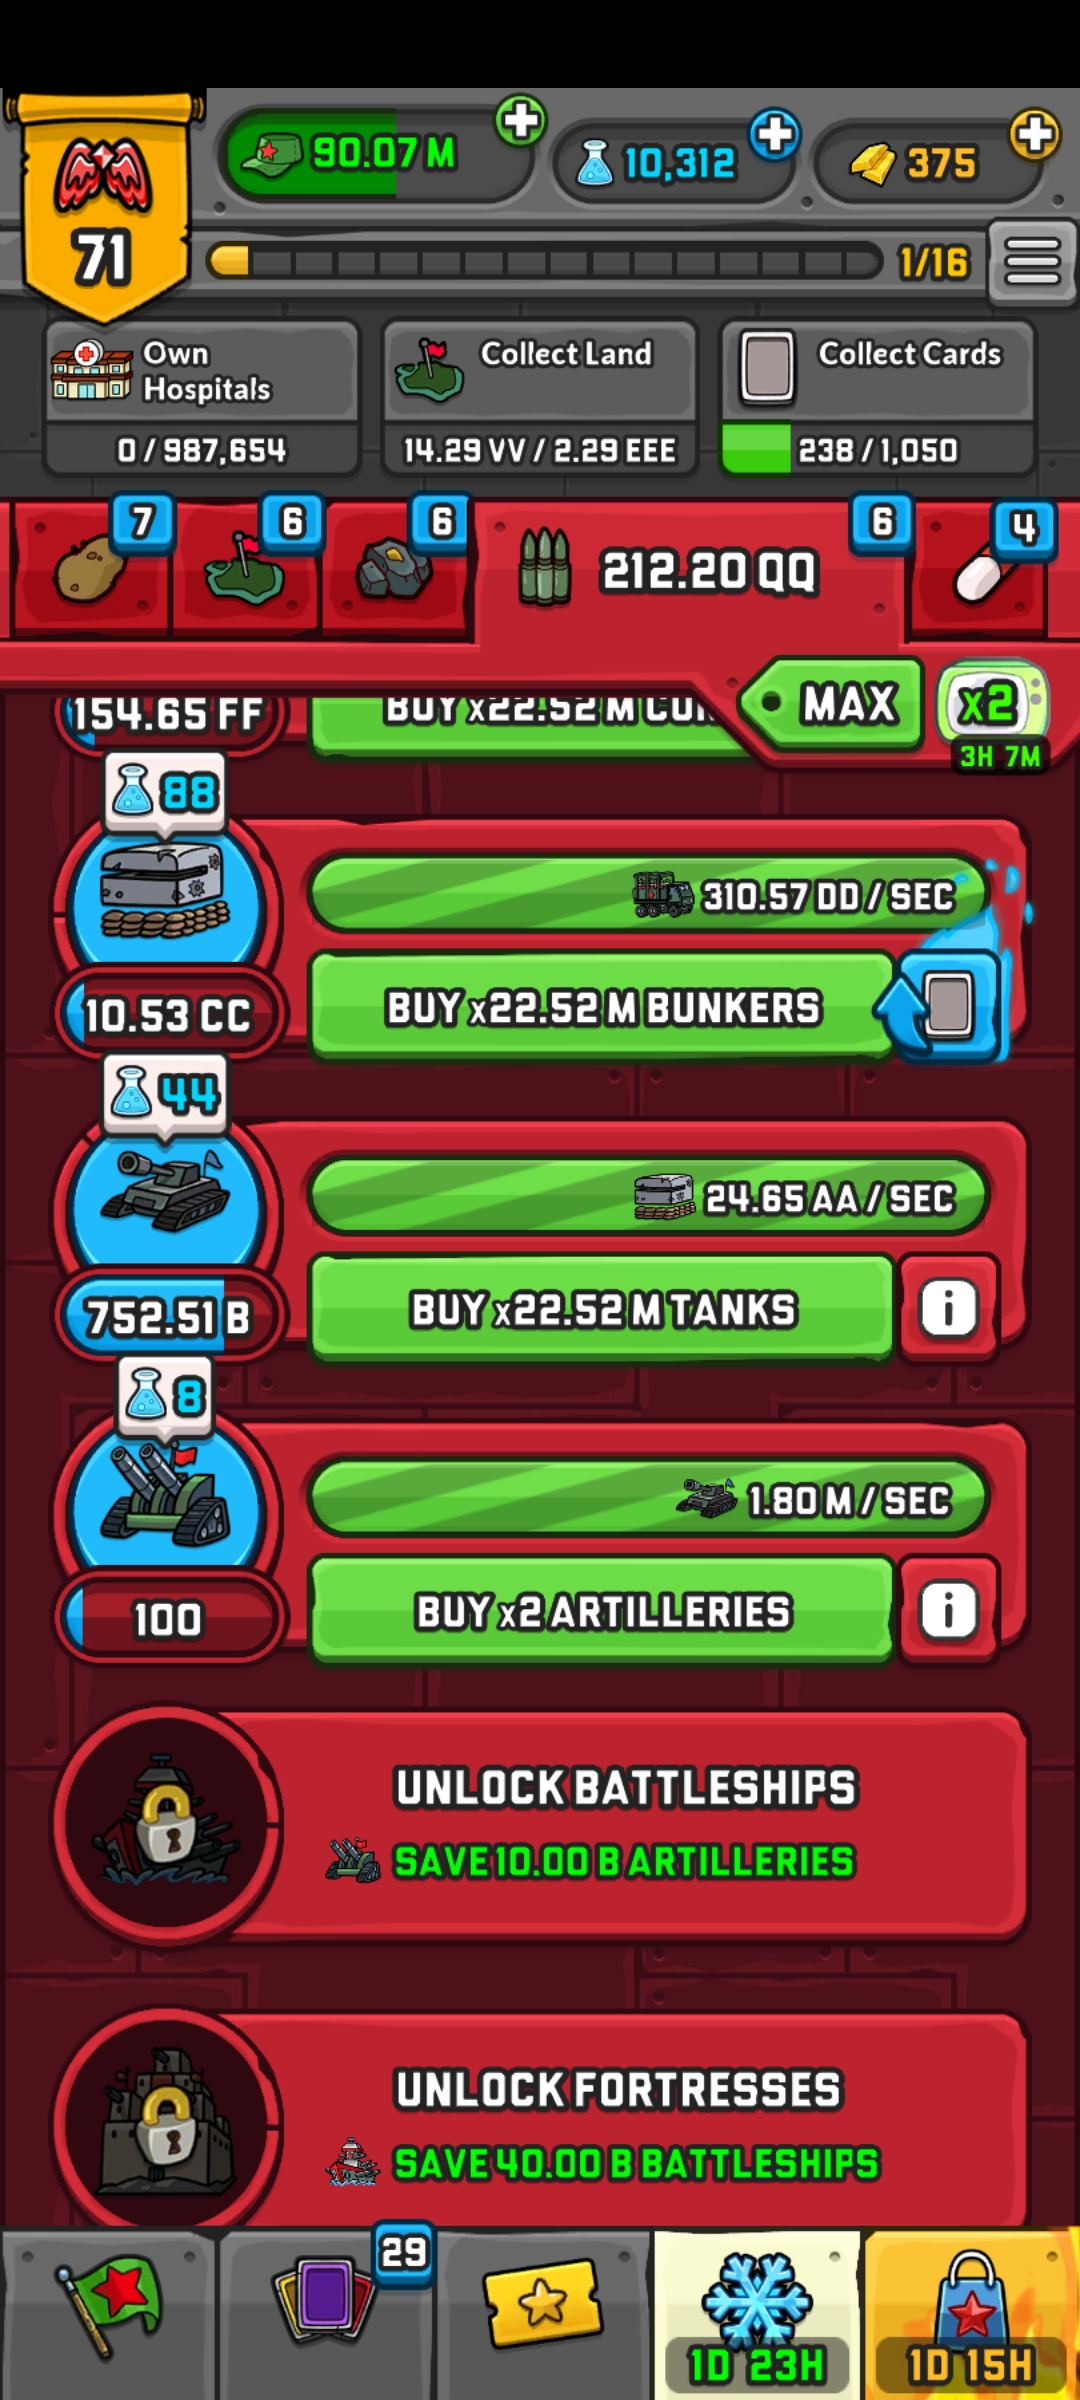 90.07 M
10,312
375
71
1/16
Own
Hospitals
Collect Land
Collect Cards
0 / 987,654
14.29 VV / 2.29 EEE
238 / 1,050
7
6
6
212.20 QQ
6
4
MAX
x2
3H 7M
154.65 FF
88
310.57 DD / SEC
10.53 CC
BUY x22.52 M BUNKERS
44
24.65 AA / SEC
752.51 B
BUY x22.52 M TANKS
8
1.80 M / SEC
100
BUY x2 ARTILLERIES
UNLOCK BATTLESHIPS
SAVE 10.00 B ARTILLERIES
UNLOCK FORTRESSES
SAVE 40.00 B BATTLESHIPS
29
1D 23H
1D 15H